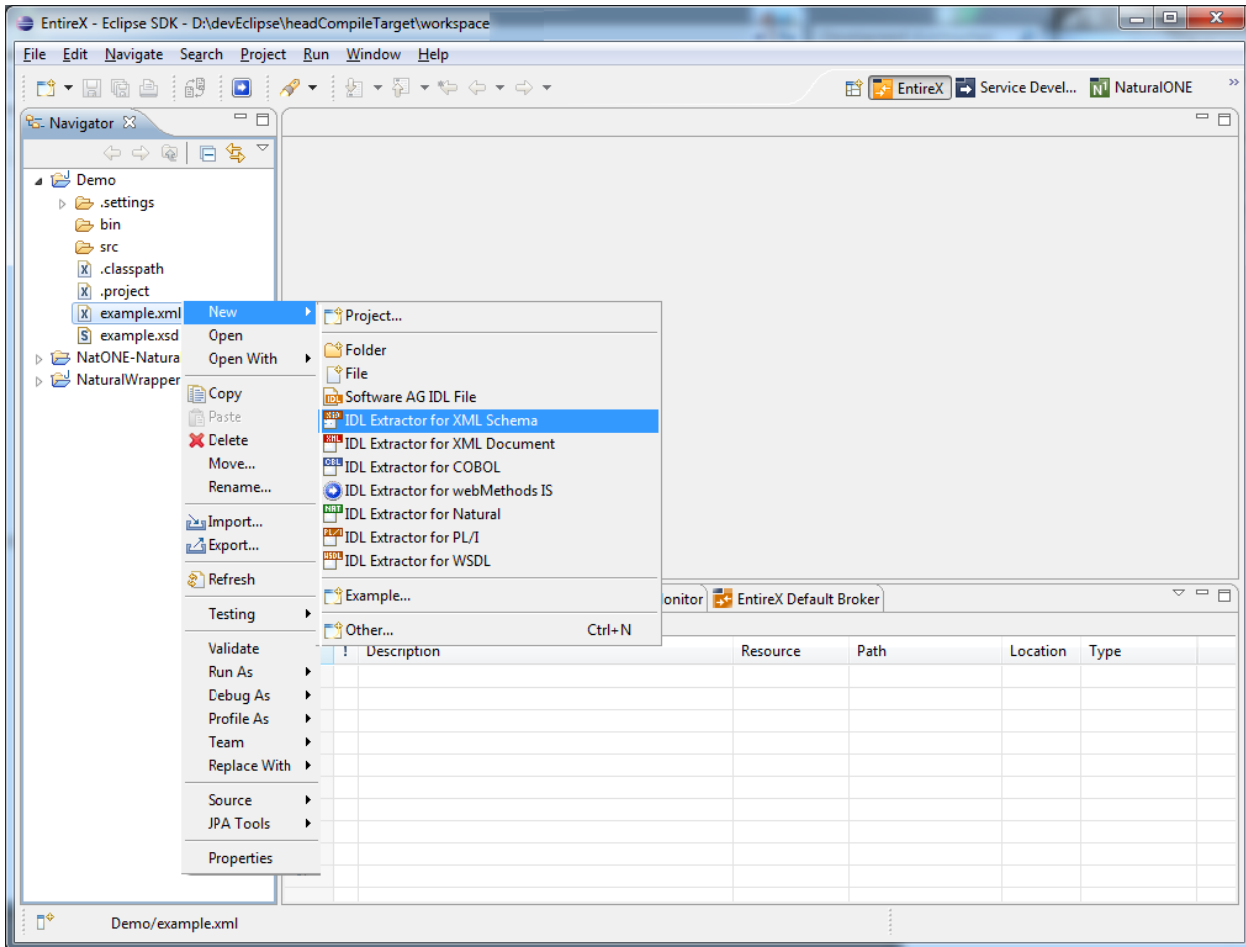 EntireX - Eclipse SDK - D:\devEclipse\headCompileTarget\workspace
File Edit Navigate Search Project Run Window Help
EntireX Service Devel... NaturalONE
Navigator
Demo
.settings
bin
src
.classpath
.project
example.xml
example.xsd
NatONE-Natura
NaturalWrapper
New
Open
Open With
Copy
Paste
Delete
Move...
Rename...
Import...
Export...
Refresh
Testing
Validate
Run As
Debug As
Profile As
Team
Replace With
Source
JPA Tools
Properties
Project...
Folder
File
Software AG IDL File
IDL Extractor for XML Schema
IDL Extractor for XML Document
IDL Extractor for COBOL
IDL Extractor for webMethods IS
IDL Extractor for Natural
IDL Extractor for PL/I
IDL Extractor for WSDL
Example...
Other... Ctrl+N
onitor EntireX Default Broker
! Description Resource Path Location Type
Demo/example.xml